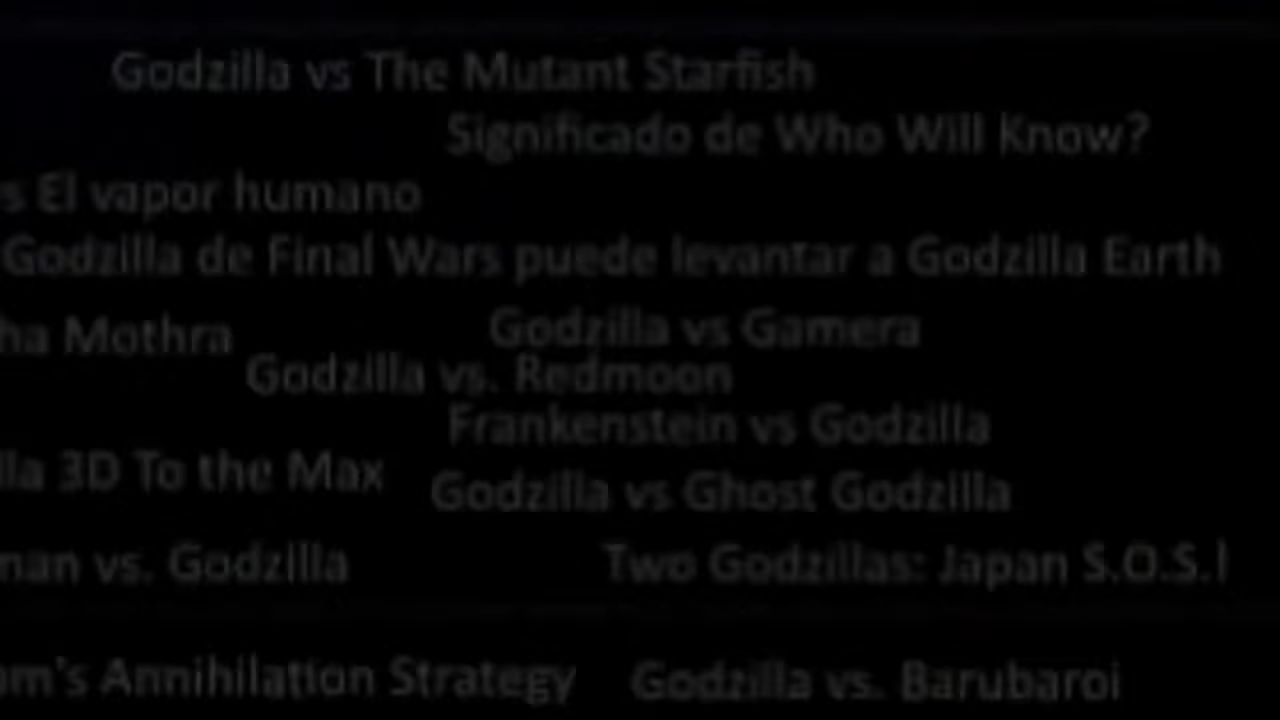 Godzilla vs The Mutant Starfish
Significado de Who Will Know?
s El vapor humano
Godzilla de Final Wars puede levantar a Godzilla Earth
ha Mothra
Godzilla vs Gamera
Godzilla vs. Redmoon
Frankenstein vs Godzilla
lla 3D To the Max
Godzilla vs Ghost Godzilla
man vs. Godzilla
Two Godzillas: Japan S.O.S.!
om's Annihilation Strategy
Godzilla vs. Barubaroi